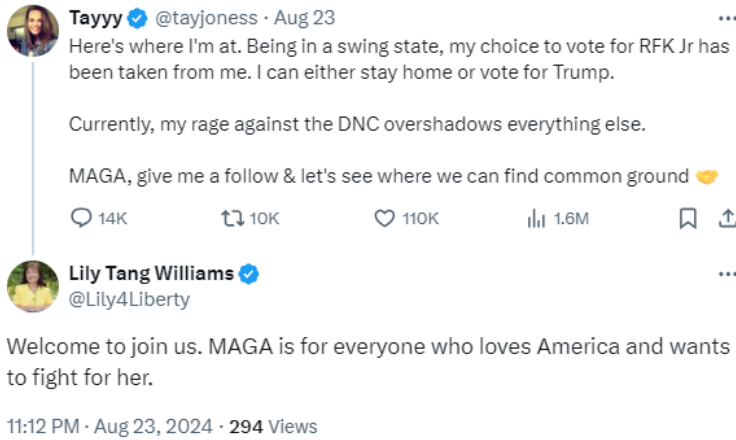 Tayyy @tayjoness · Aug 23
Here's where I'm at. Being in a swing state, my choice to vote for RFK Jr has
been taken from me. I can either stay home or vote for Trump.
Currently, my rage against the DNC overshadows everything else.
MAGA, give me a follow & let's see where we can find common ground 🤝
14K 10K 110K 1.6M
Lily Tang Williams
@Lily4Liberty
Welcome to join us. MAGA is for everyone who loves America and wants
to fight for her.
11:12 PM · Aug 23, 2024 · 294 Views